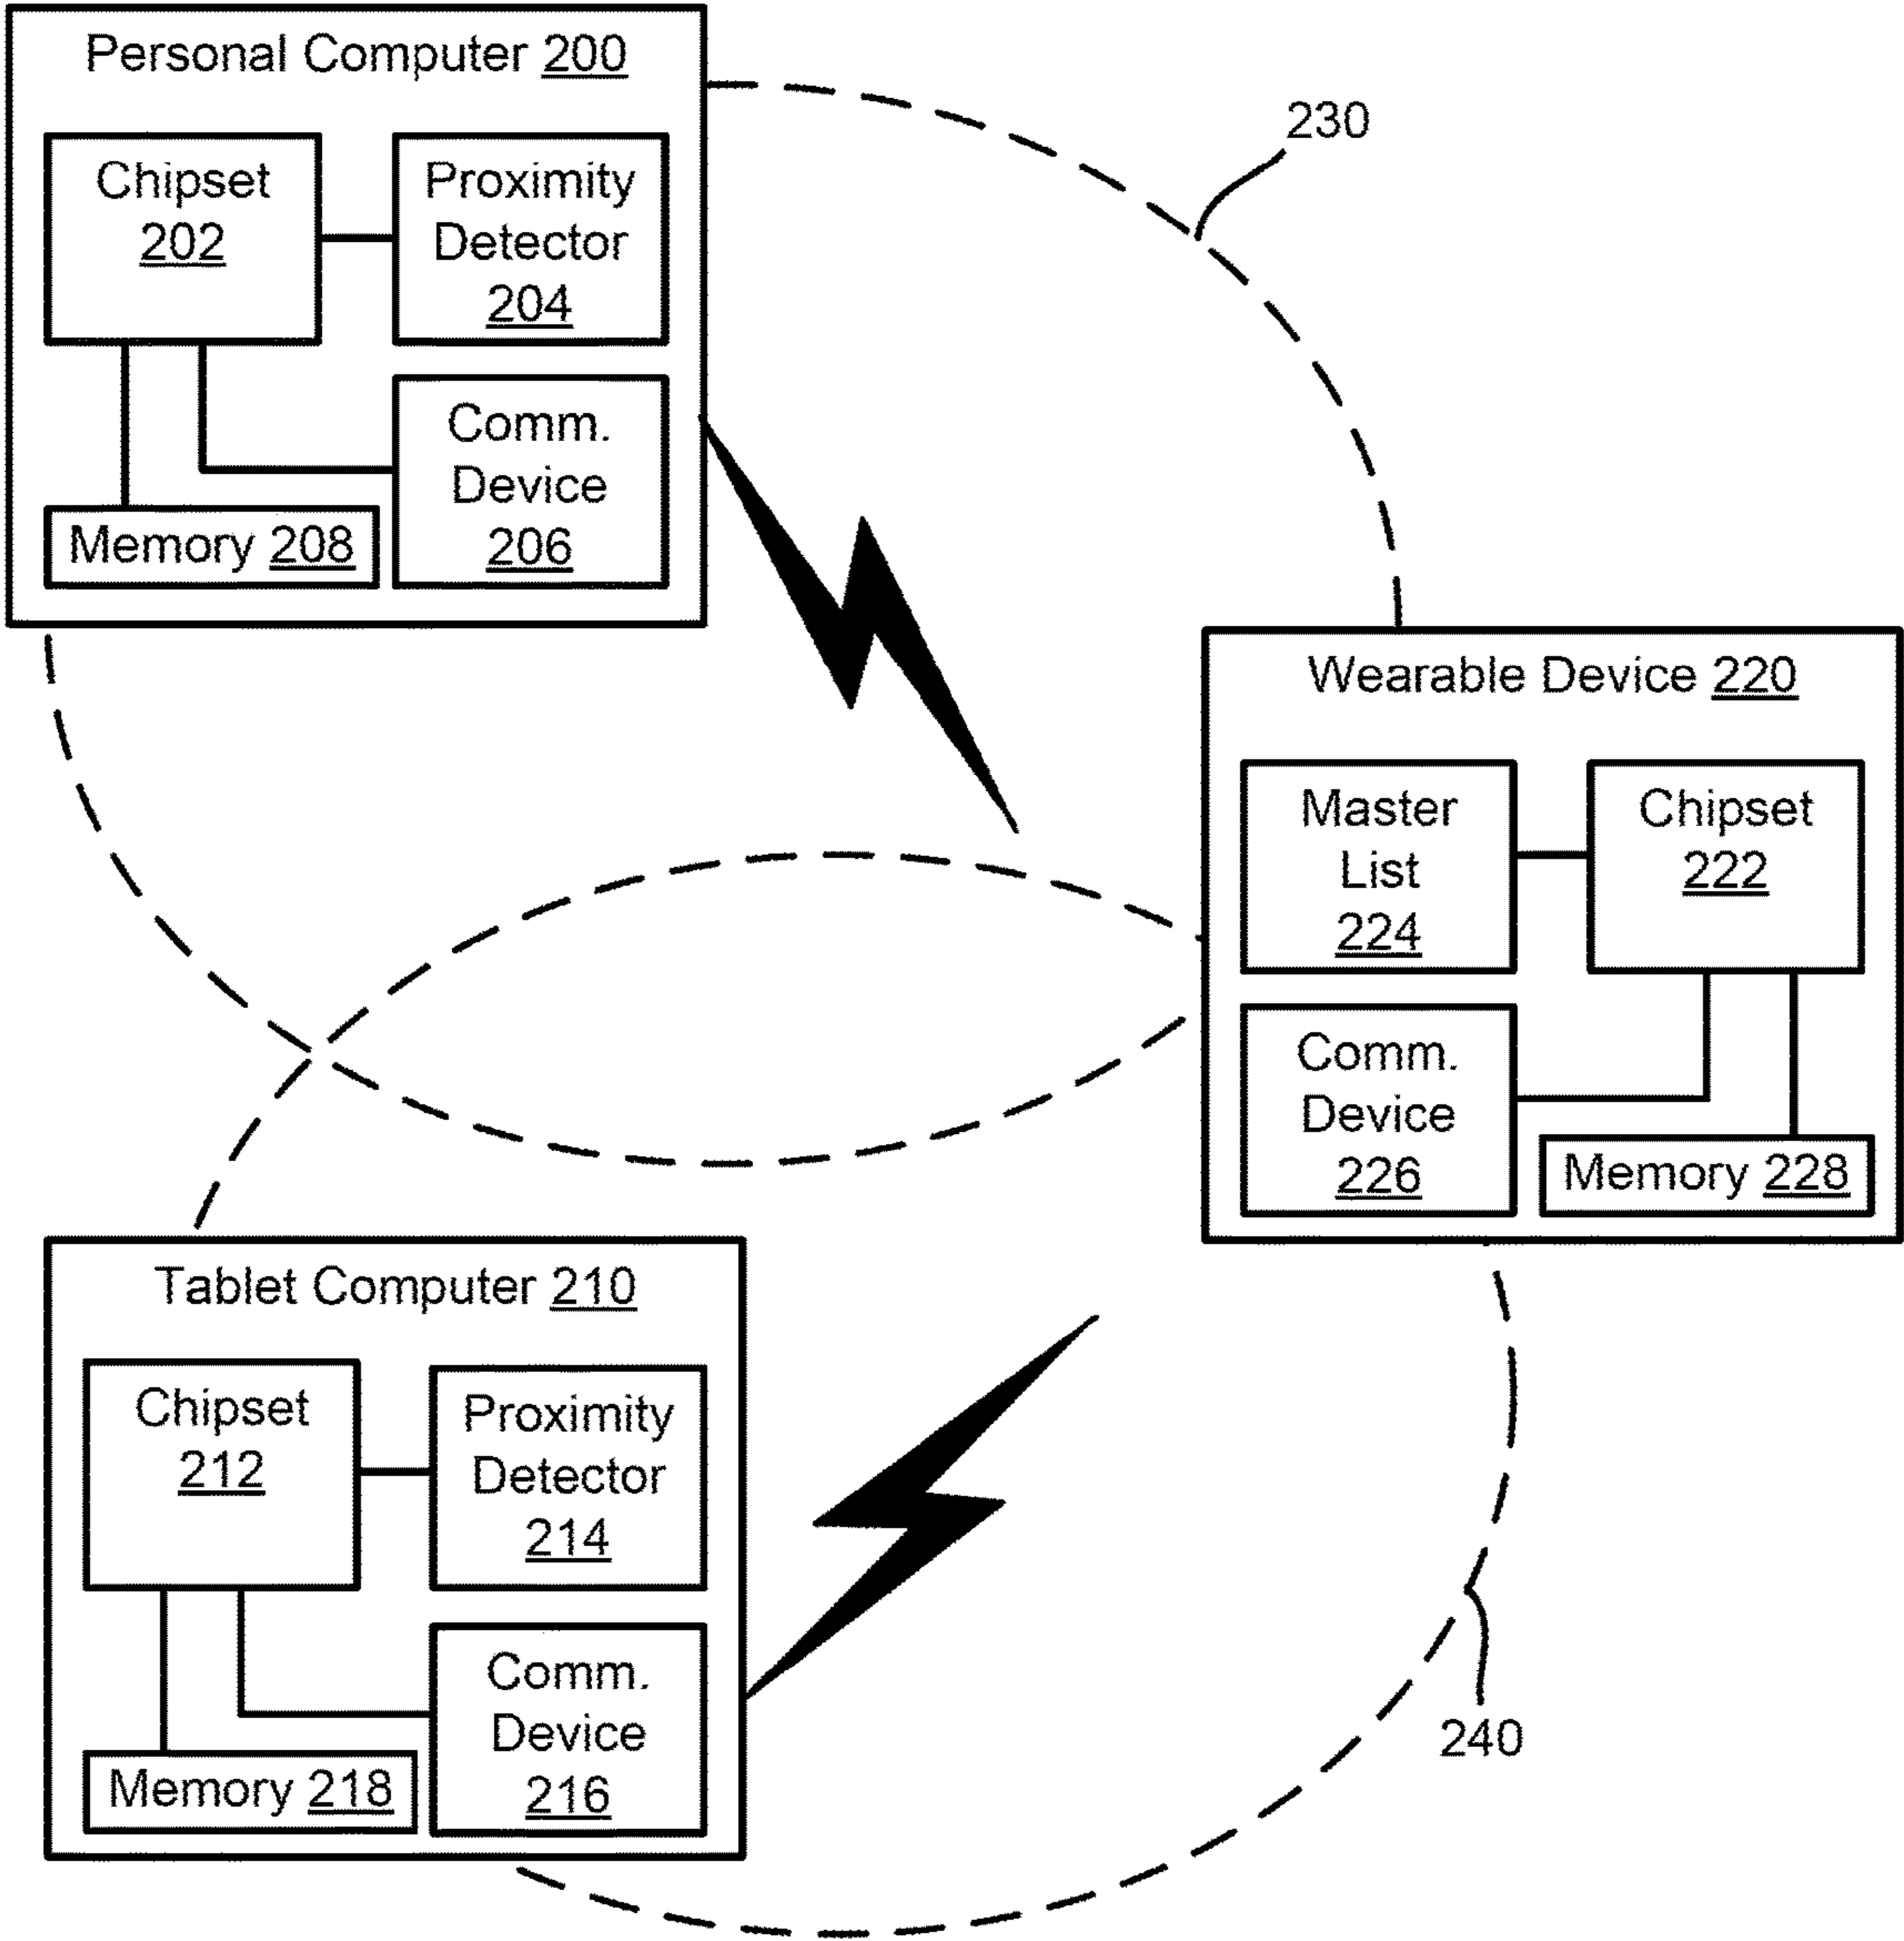 Personal Computer 200
Chipset
202
Proximity
Detector
204
Comm.
Device
206
Memory 208
230
Wearable Device 220
Master
List
224
Chipset
222
Comm.
Device
226
Memory 228
Tablet Computer 210
Chipset
212
Proximity
Detector
214
Comm.
Device
216
Memory 218
240